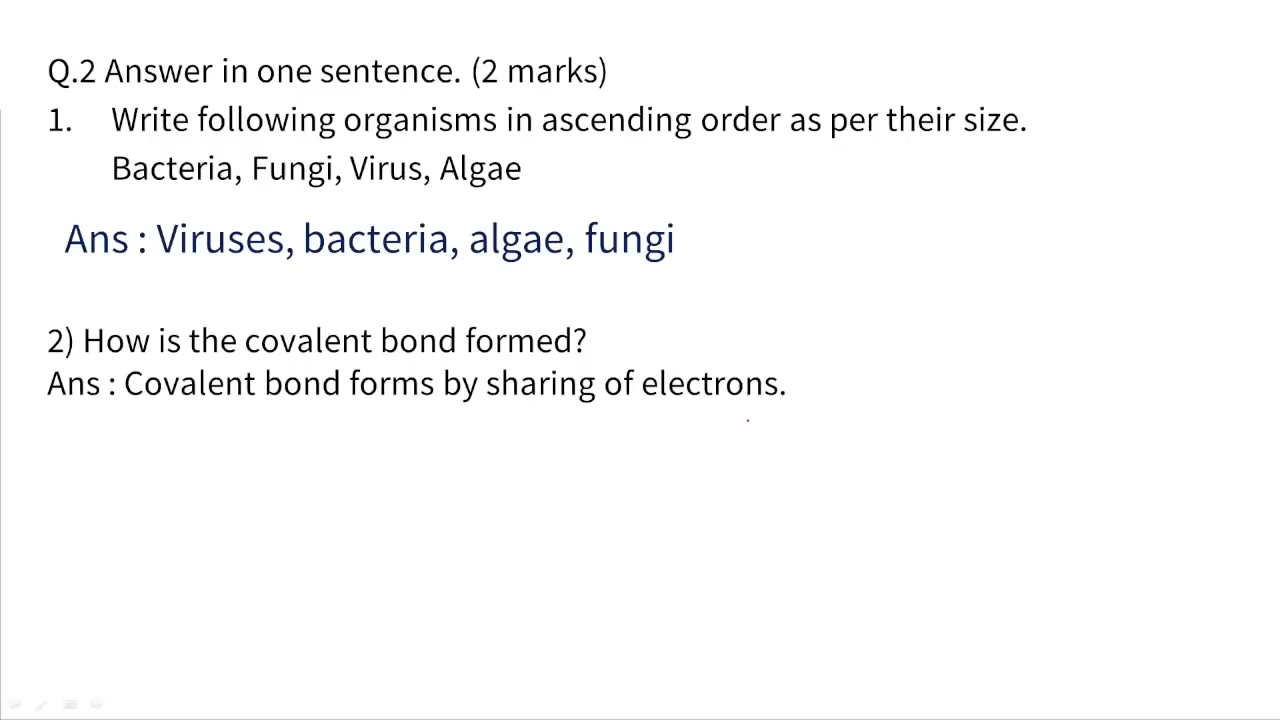 Q.2 Answer in one sentence. (2 marks)
1. Write following organisms in ascending order as per their size.
Bacteria, Fungi, Virus, Algae
Ans : Viruses, bacteria, algae, fungi
2) How is the covalent bond formed?
Ans : Covalent bond forms by sharing of electrons.